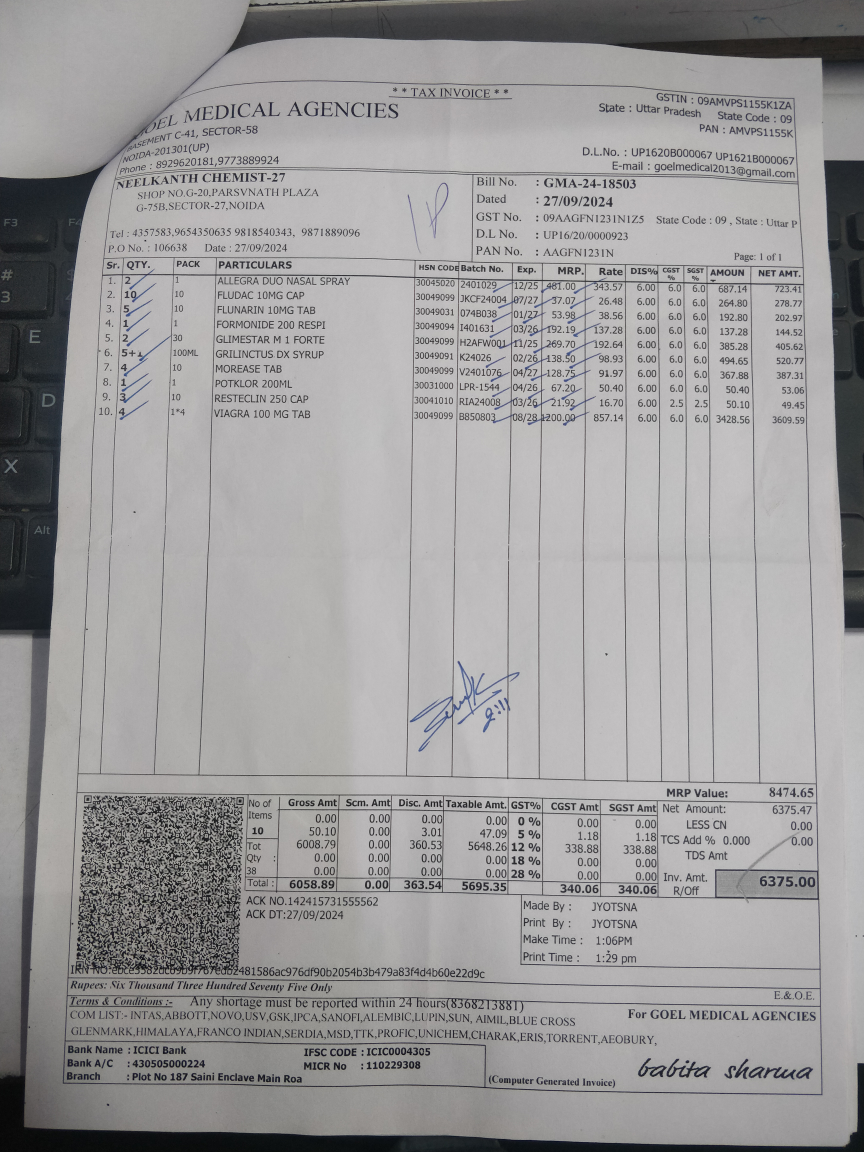 * * TAX INVOICE * *
GOEL MEDICAL AGENCIES
BASEMENT C-41, SECTOR-58
NOIDA-201301(UP)
Phone : 8929620181,9773889924
GSTIN : 09AMVPS1155K1ZA
State : Uttar Pradesh State Code : 09
PAN : AMVPS1155K
D.L.No. : UP1620B000067 UP1621B000067
E-mail : goelmedical2013@gmail.com
NEELKANTH CHEMIST-27
SHOP NO.G-20,PARSVNATH PLAZA
G-75B,SECTOR-27,NOIDA
Tel : 4357583,9654350635 9818540343, 9871889096
P.O No. : 106638 Date : 27/09/2024
Bill No. : GMA-24-18503
Dated : 27/09/2024
GST No. : 09AAGFN1231N1Z5 State Code : 09 , State : Uttar P
D.L No. : UP16/20/0000923
PAN No. : AAGFN1231N
Page: 1 of 1
Sr. QTY. PACK PARTICULARS HSN CODE Batch No. Exp. MRP. Rate DIS% CGST % SGST % AMOUN NET AMT.
1. 2 1 ALLEGRA DUO NASAL SPRAY 30045020 2401029 12/25 481.00 343.57 6.00 6.0 6.0 687.14 723.41
2. 10 10 FLUDAC 10MG CAP 30049099 JKCF24004 07/27 37.07 26.48 6.00 6.0 6.0 264.80 278.77
3. 5 10 FLUNARIN 10MG TAB 30049031 074B038 01/27 53.98 38.56 6.00 6.0 6.0 192.80 202.97
4. 1 1 FORMONIDE 200 RESPI 30049094 I401631 03/26 192.19 137.28 6.00 6.0 6.0 137.28 144.52
5. 2 30 GLIMESTAR M 1 FORTE 30049099 H2AFW001 11/25 269.70 192.64 6.00 6.0 6.0 385.28 405.62
6. 5+1 100ML GRILINCTUS DX SYRUP 30049091 K24026 02/26 138.50 98.93 6.00 6.0 6.0 494.65 520.77
7. 4 10 MOREASE TAB 30049099 V2401076 04/27 128.75 91.97 6.00 6.0 6.0 367.88 387.31
8. 1 1 POTKLOR 200ML 30031000 LPR-1544 04/26 67.20 50.40 6.00 6.0 6.0 50.40 53.06
9. 3 10 RESTECLIN 250 CAP 30041010 RIA24008 03/26 21.92 16.70 6.00 2.5 2.5 50.10 49.45
10. 4 1*4 VIAGRA 100 MG TAB 30049099 B850803 08/28 1200.00 857.14 6.00 6.0 6.0 3428.56 3609.59
2:11
MRP Value: 8474.65
No of Items 10 Tot Qty : 38
Gross Amt Scm. Amt Disc. Amt Taxable Amt. GST% CGST Amt SGST Amt
0.00 0.00 0.00 0.00 0 % 0.00 0.00
50.10 0.00 3.01 47.09 5 % 1.18 1.18
6008.79 0.00 360.53 5648.26 12 % 338.88 338.88
0.00 0.00 0.00 0.00 18 % 0.00 0.00
0.00 0.00 0.00 0.00 28 % 0.00 0.00
Total : 6058.89 0.00 363.54 5695.35 340.06 340.06
Net Amount: 6375.47
LESS CN 0.00
TCS Add % 0.000 0.00
TDS Amt
Inv. Amt. R/Off 6375.00
ACK NO.142415731555562
ACK DT:27/09/2024
Made By : JYOTSNA
Print By : JYOTSNA
Make Time : 1:06PM
Print Time : 1:29 pm
Rupees: Six Thousand Three Hundred Seventy Five Only
E.& O.E.
Terms & Conditions :- Any shortage must be reported within 24 hours(8368213881)
COM LIST:- INTAS,ABBOTT,NOVO,USV,GSK,IPCA,SANOFI,ALEMBIC,LUPIN,SUN, AIMIL,BLUE CROSS
GLENMARK,HIMALAYA,FRANCO INDIAN,SERDIA,MSD,TTK,PROFIC,UNICHEM,CHARAK,ERIS,TORRENT,AEOBURY,
For GOEL MEDICAL AGENCIES
Bank Name : ICICI Bank IFSC CODE : ICIC0004305
Bank A/C : 430505000224 MICR No : 110229308
Branch : Plot No 187 Saini Enclave Main Roa
(Computer Generated Invoice)
babita sharma